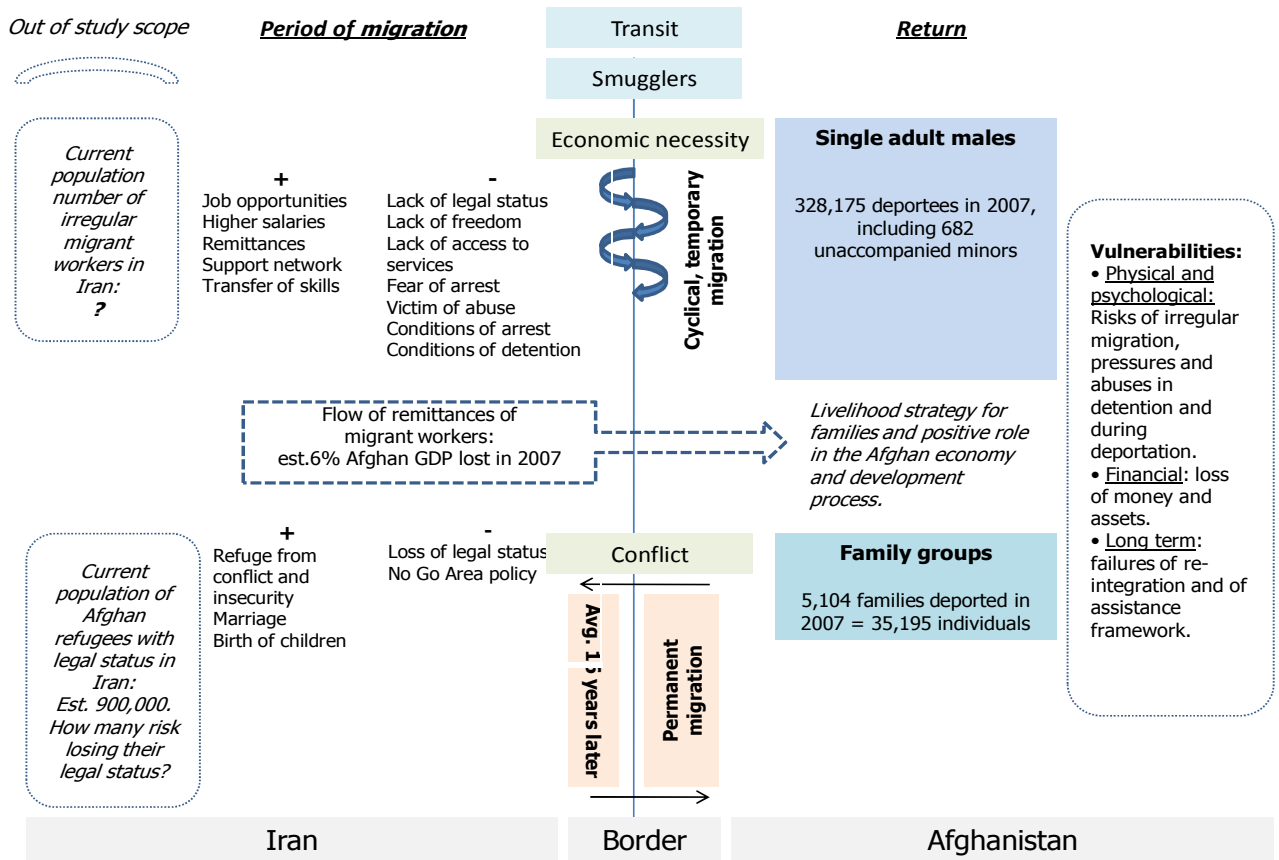 Out of study scope
Period of migration
Transit
Return
Smugglers
Current
population
number of
irregular
migrant
workers in
Iran:
?
+
Job opportunities
Higher salaries
Remittances
Support network
Transfer of skills
-
Lack of legal status
Lack of freedom
Lack of access to
services
Fear of arrest
Victim of abuse
Conditions of arrest
Conditions of detention
Economic necessity
Cyclical, temporary
migration
Single adult males
328,175 deportees in 2007,
including 682
unaccompanied minors
Vulnerabilities:
• Physical and
psychological:
Risks of irregular
migration,
pressures and
abuses in
detention and
during
deportation.
• Financial: loss
of money and
assets.
• Long term:
failures of re-
integration and of
assistance
framework.
Flow of remittances of
migrant workers:
est.6% Afghan GDP lost in 2007
Livelihood strategy for
families and positive role
in the Afghan economy
and development
process.
Current
population of
Afghan
refugees with
legal status in
Iran:
Est. 900,000.
How many risk
losing their
legal status?
+
Refuge from
conflict and
insecurity
Marriage
Birth of children
-
Loss of legal status
No Go Area policy
Conflict
Avg. 15 years
later
Permanent
migration
Family groups
5,104 families deported in
2007 = 35,195 individuals
Iran
Border
Afghanistan